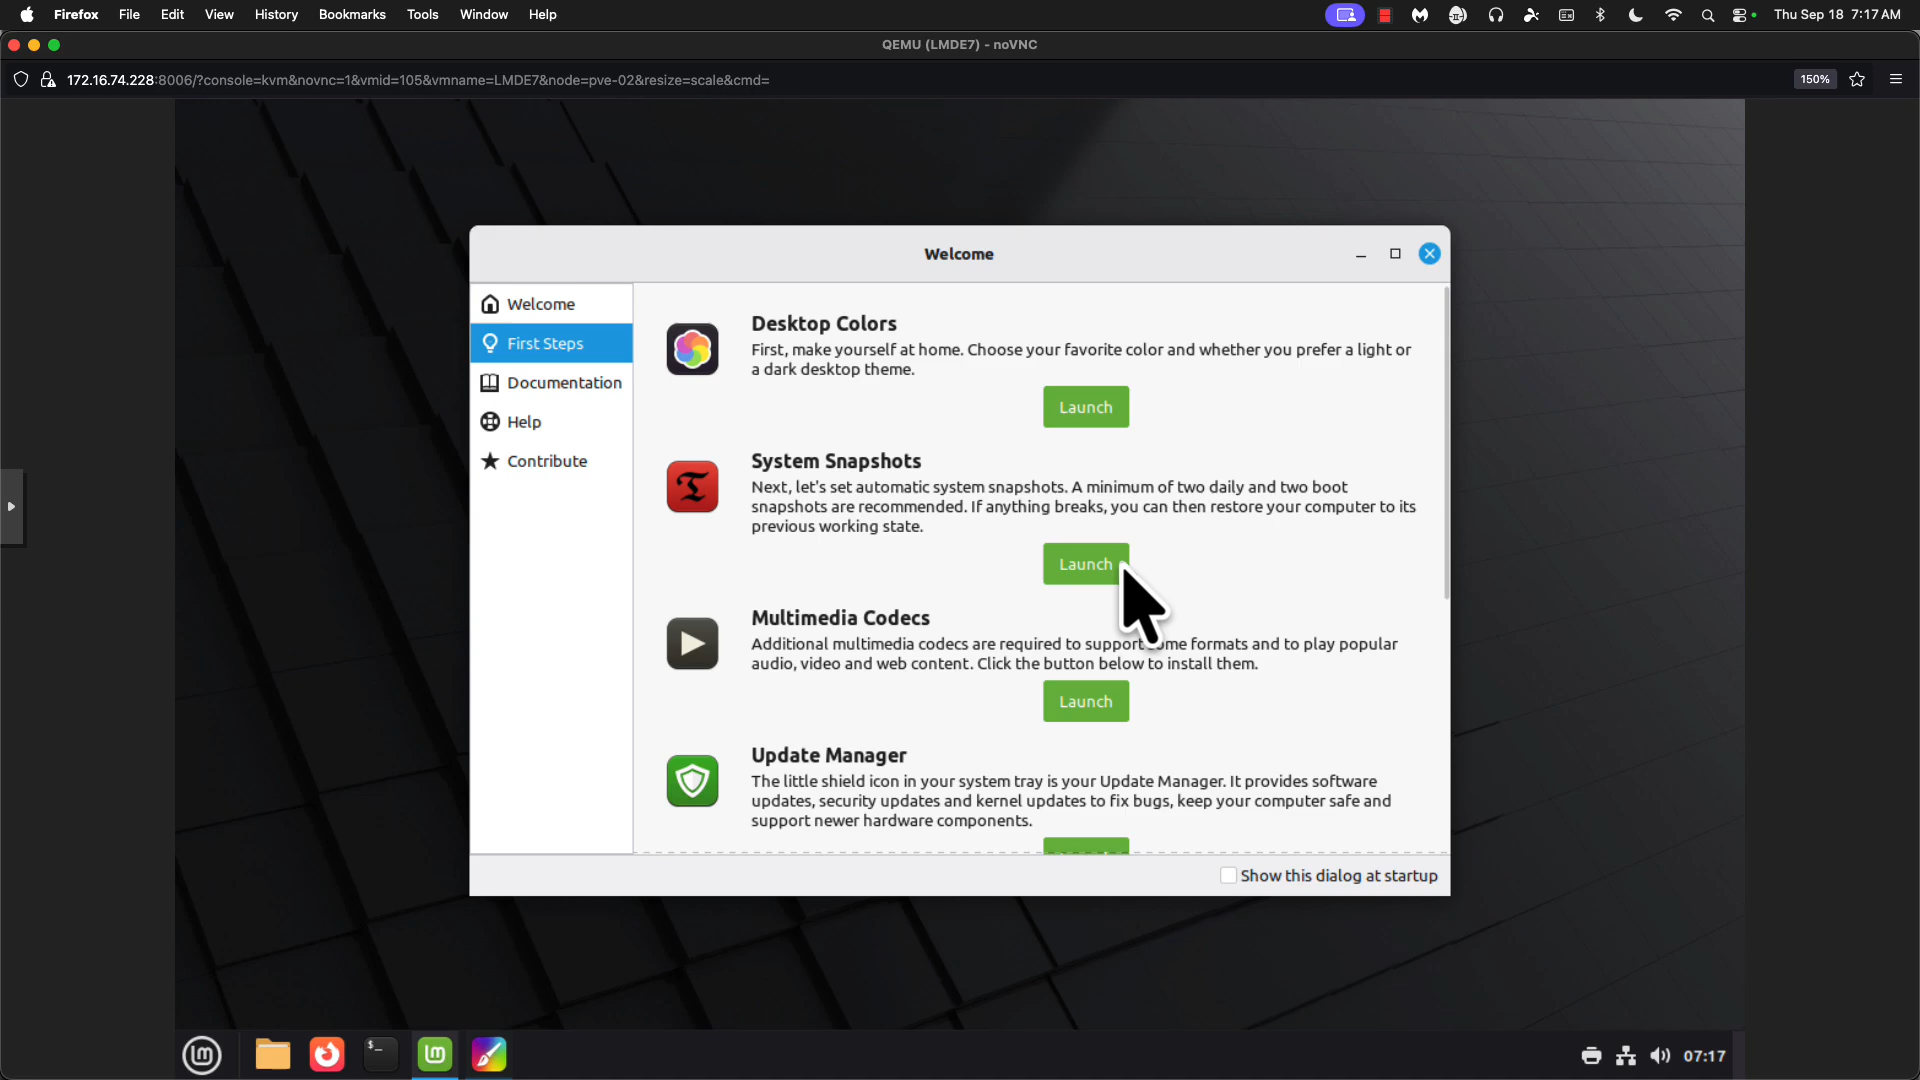 Firefox File Edit View History Bookmarks Tools Window Help
Thu Sep 18 7:17 AM
QEMU (LMDE7) - noVNC
172.16.74.228:8006/?console=kvm&novnc=1&vmid=105&vmname=LMDE7&node=pve-02&resize=scale&cmd=
150%
Welcome
Welcome
First Steps
Documentation
Help
Contribute
Desktop Colors
First, make yourself at home. Choose your favorite color and whether you prefer a light or
a dark desktop theme.
Launch
System Snapshots
Next, let's set automatic system snapshots. A minimum of two daily and two boot
snapshots are recommended. If anything breaks, you can then restore your computer to its
previous working state.
Launch
Multimedia Codecs
Additional multimedia codecs are required to support some formats and to play popular
audio, video and web content. Click the button below to install them.
Launch
Update Manager
The little shield icon in your system tray is your Update Manager. It provides software
updates, security updates and kernel updates to fix bugs, keep your computer safe and
support newer hardware components.
Show this dialog at startup
07:17